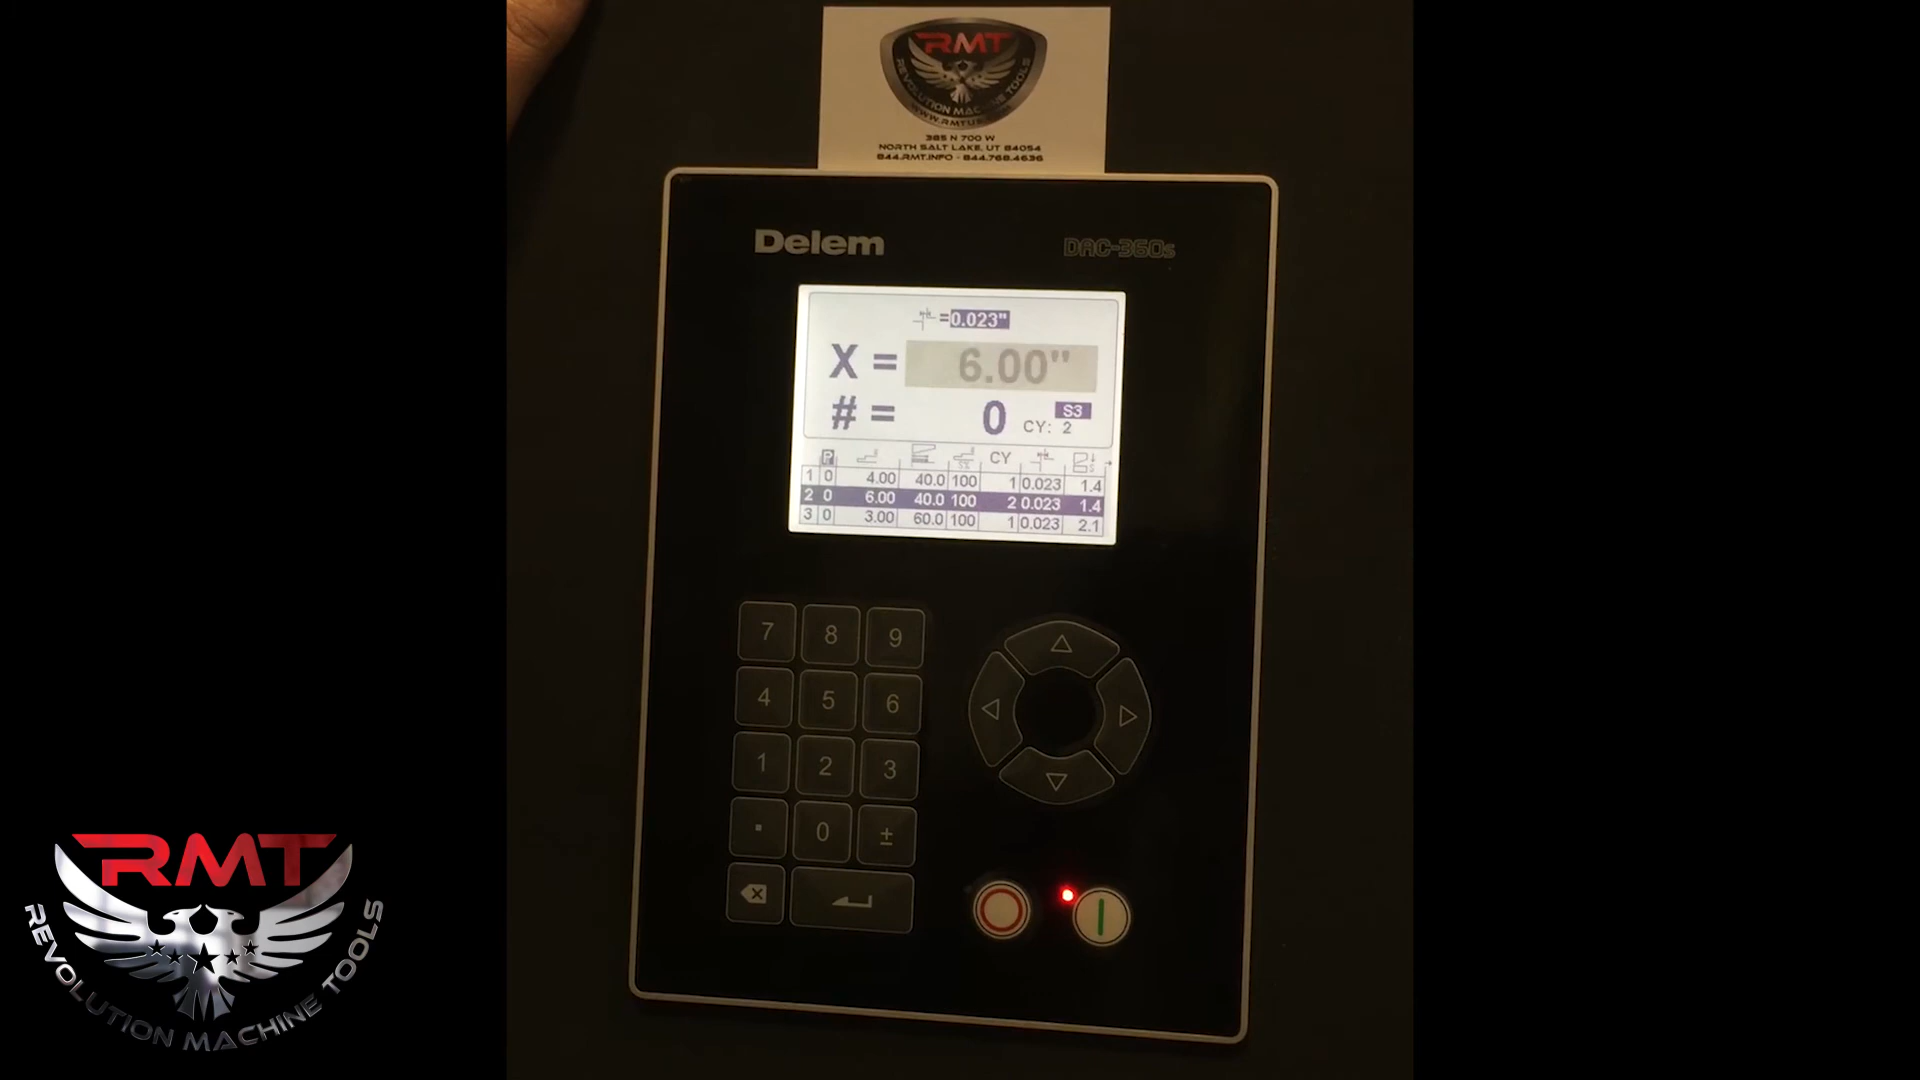 RMT
REVOLUTION MACHINE TOOLS
385 N 700 W
NORTH SALT LAKE, UT 84054
844.RMT.INFO - 844.768.4636
Delem DAC-360s
=0.023"
X = 6.00"
# = 0 S3
CY: 2
P CY
1 0 4.00 40.0 100 1 0.023 1.4
2 0 6.00 40.0 100 2 0.023 1.4
3 0 3.00 60.0 100 1 0.023 2.1
7 8 9
4 5 6
1 2 3
. 0 ±
RMT
REVOLUTION MACHINE TOOLS